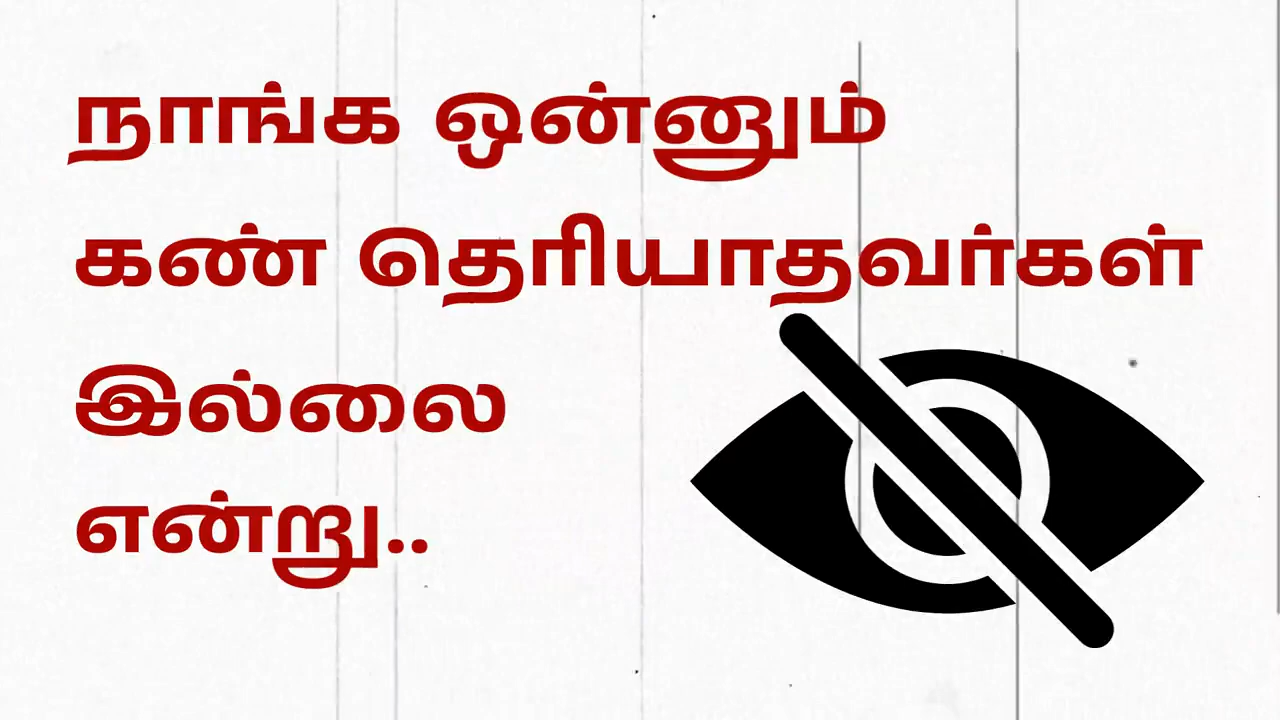 நாங்க ஒன்னும்
கண் தெரியாதவர்கள்
இல்லை
என்று..